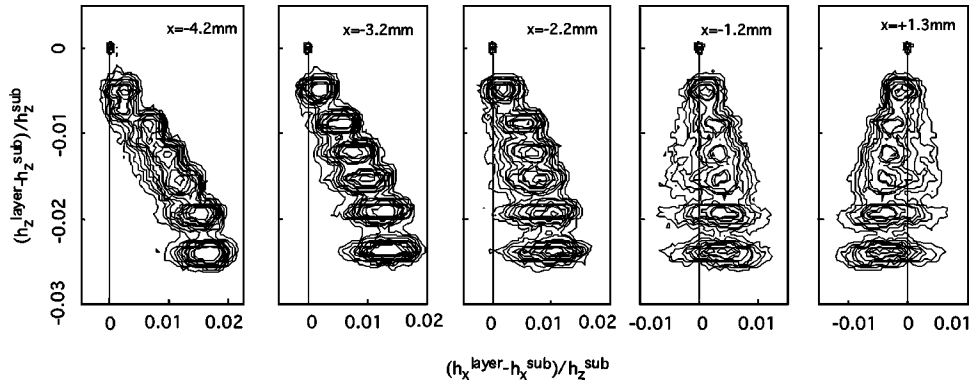 x=-4.2mm x=-3.2mm x=-2.2mm x=-1.2mm x=+1.3mm
0
-0.01
-0.02
-0.03
(h_z^layer-h_z^sub)/h_z^sub
0 0.01 0 0.01 0.02 0 0.01 0.02 -0.01 0 0.01 -0.01 0 0.01
(h_x^layer-h_x^sub)/h_z^sub